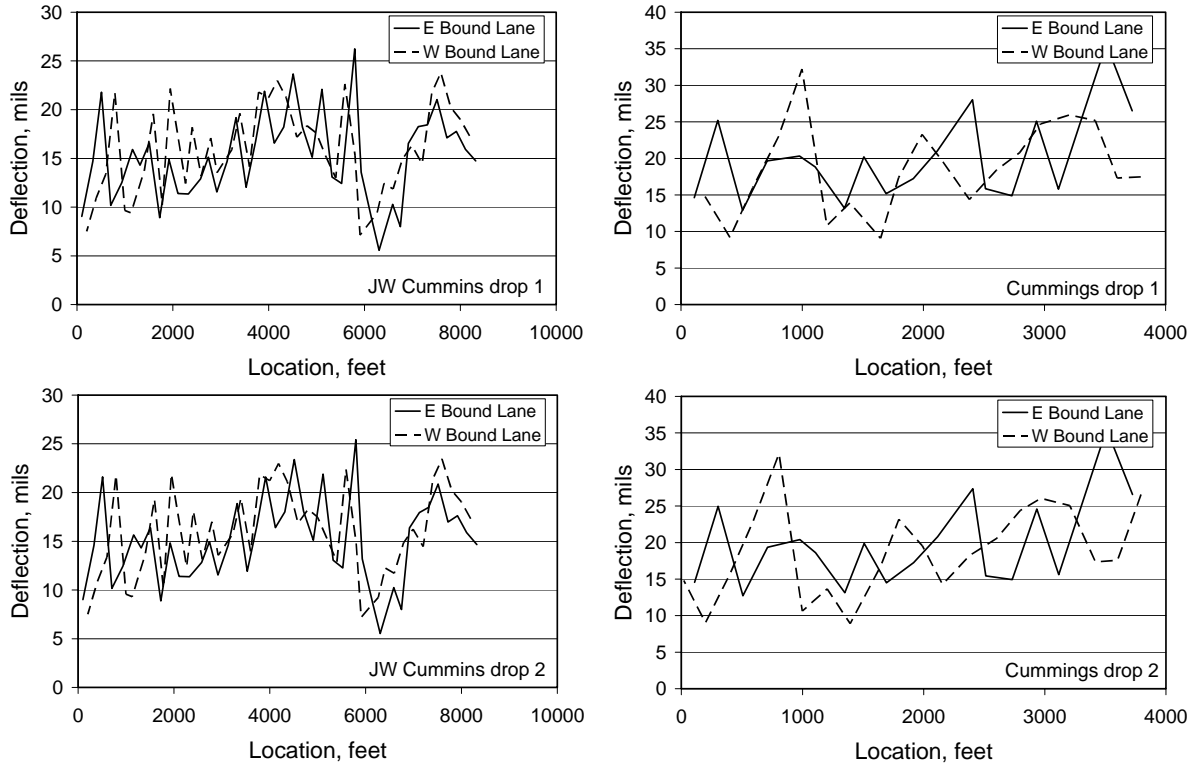 Deflection, mils
30
25
20
15
10
5
0
E Bound Lane
W Bound Lane
JW Cummins drop 1
0 2000 4000 6000 8000 10000
Location, feet
Deflection, mils
40
35
30
25
20
15
10
5
0
E Bound Lane
W Bound Lane
Cummings drop 1
0 1000 2000 3000 4000
Location, feet
Deflection, mils
30
25
20
15
10
5
0
E Bound Lane
W Bound Lane
JW Cummins drop 2
0 2000 4000 6000 8000 10000
Location, feet
Deflection, mils
40
35
30
25
20
15
10
5
0
E Bound Lane
W Bound Lane
Cummings drop 2
0 1000 2000 3000 4000
Location, feet